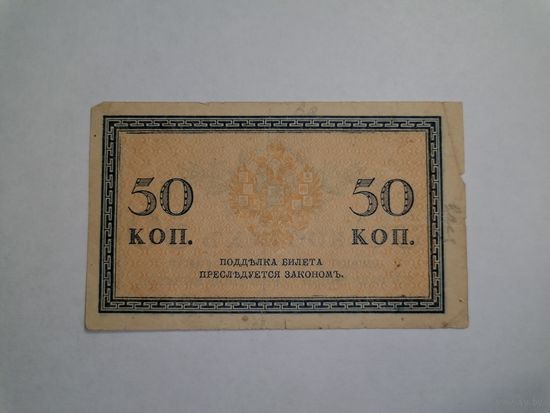 50 50
КОП. КОП.
ПОДДѢЛКА БИЛЕТА
ПРЕСЛѢДУЕТСЯ ЗАКОНОМЪ.